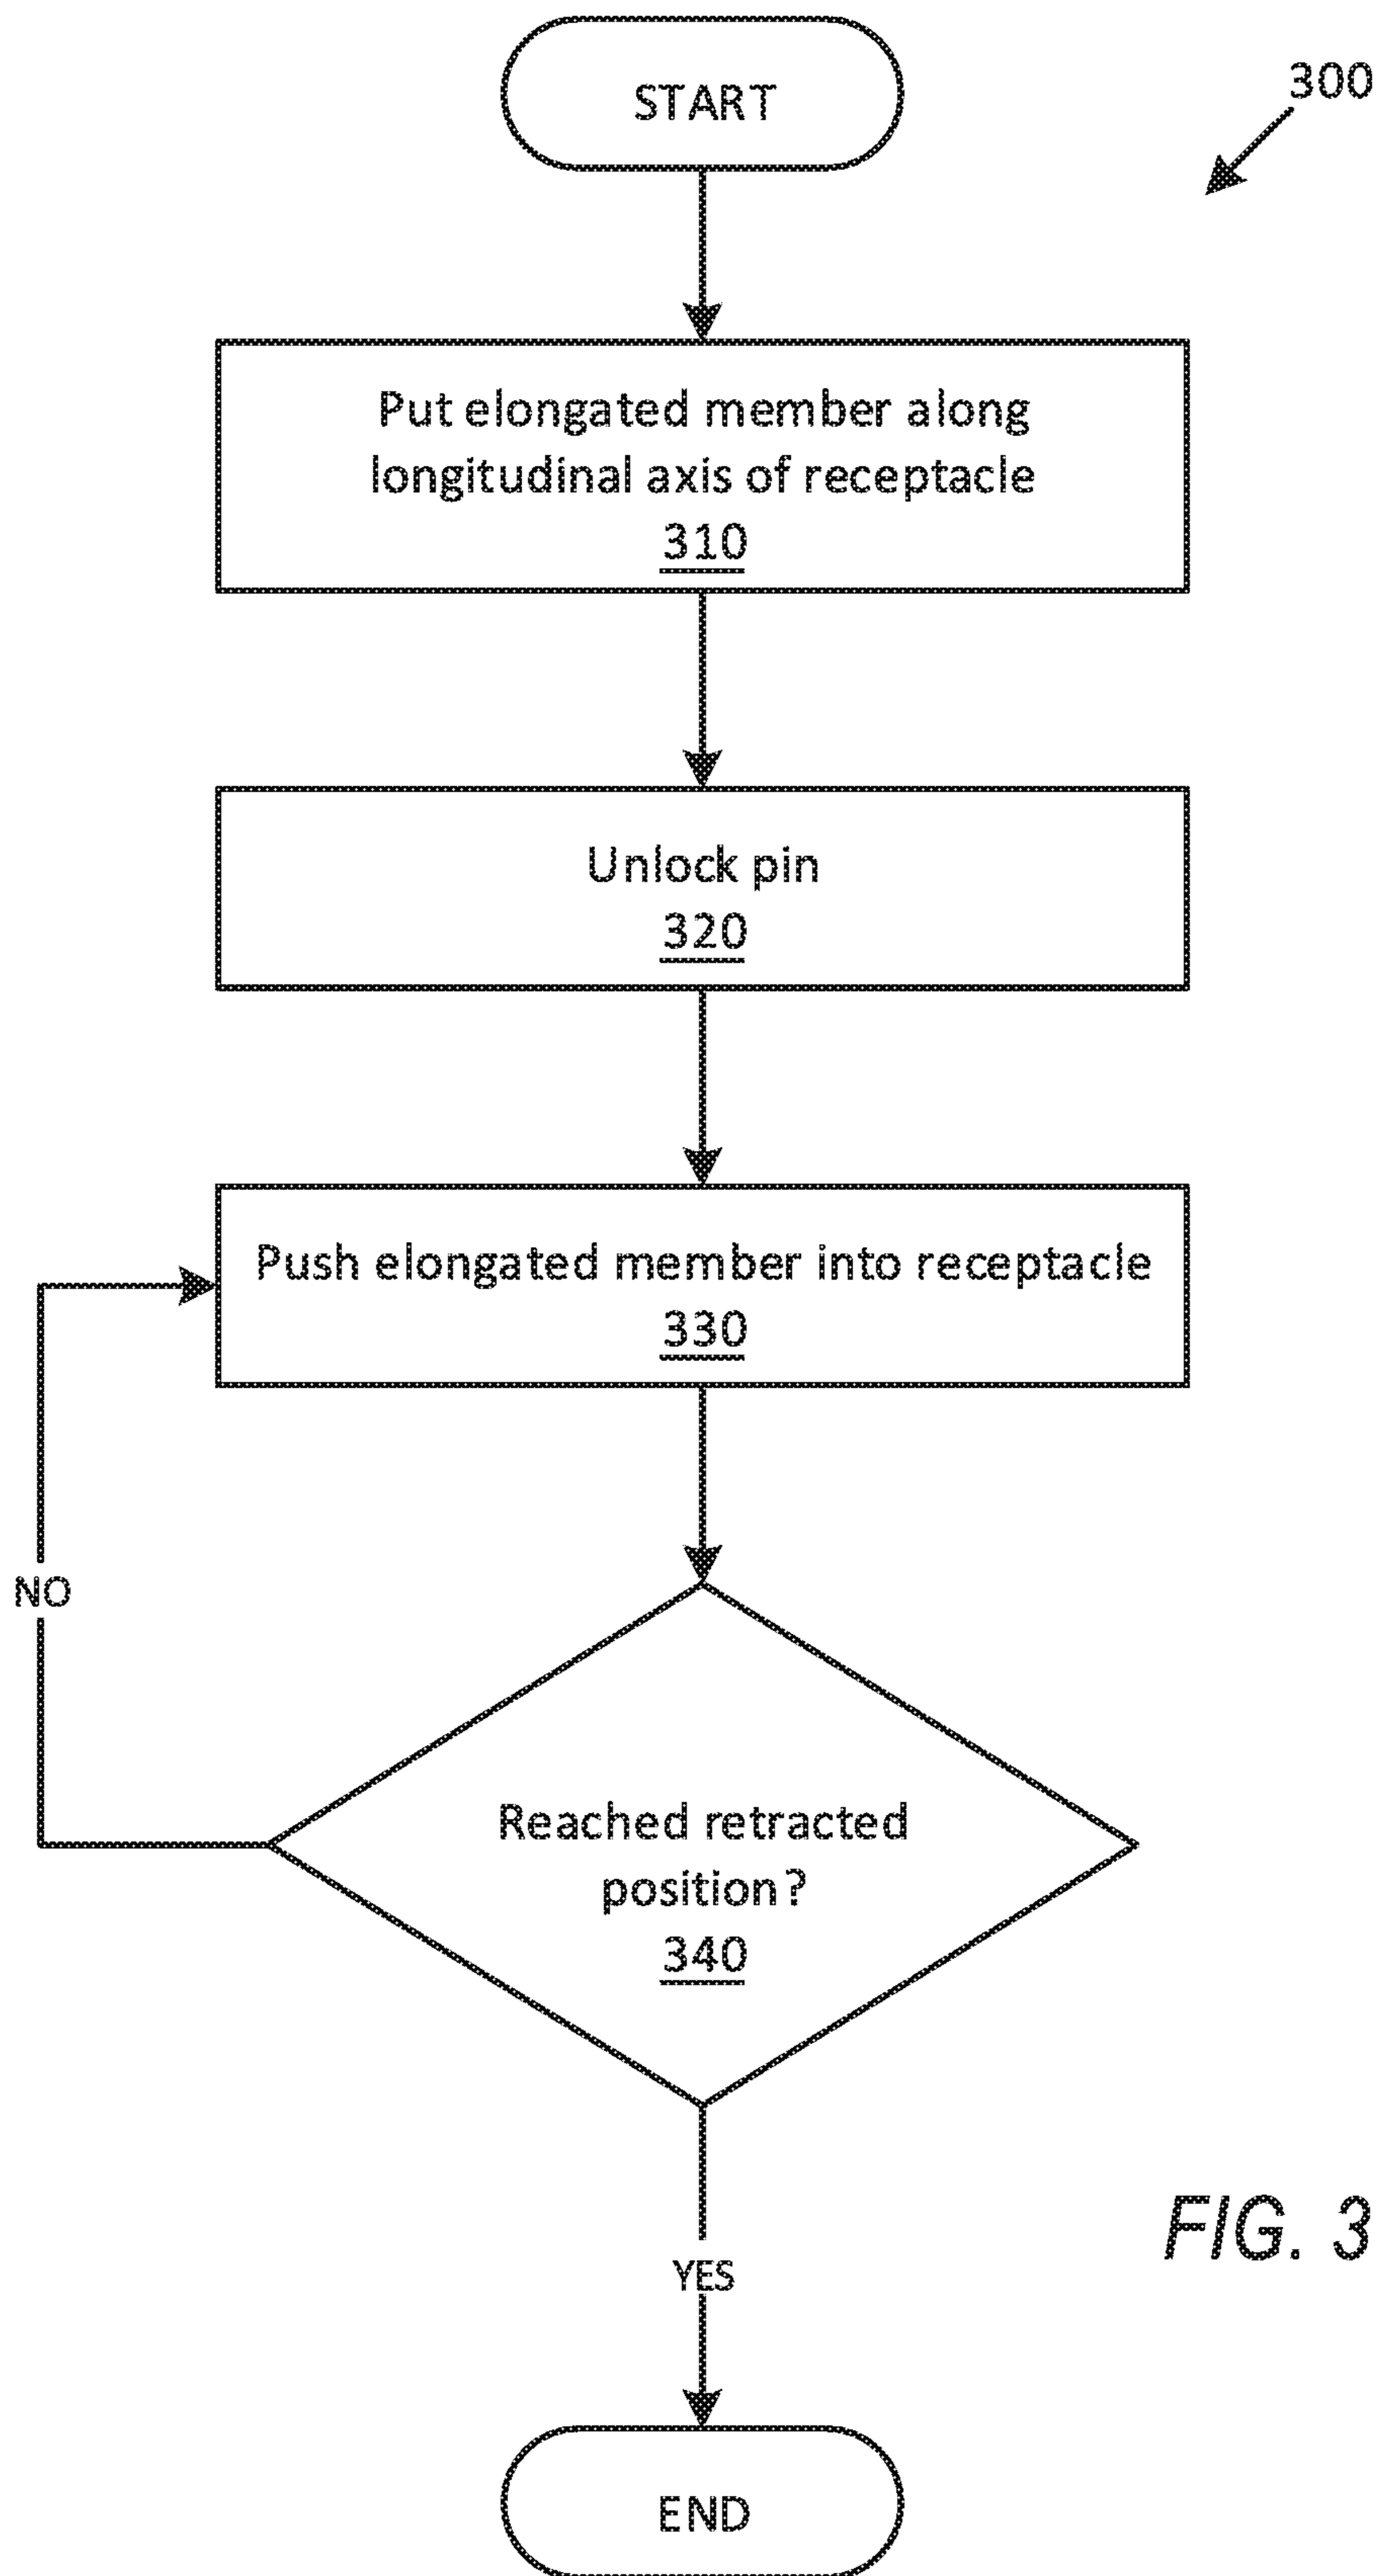 START
300
Put elongated member along
longitudinal axis of receptacle
310
Unlock pin
320
Push elongated member into receptacle
330
NO
Reached retracted
position?
340
YES
FIG. 3
END